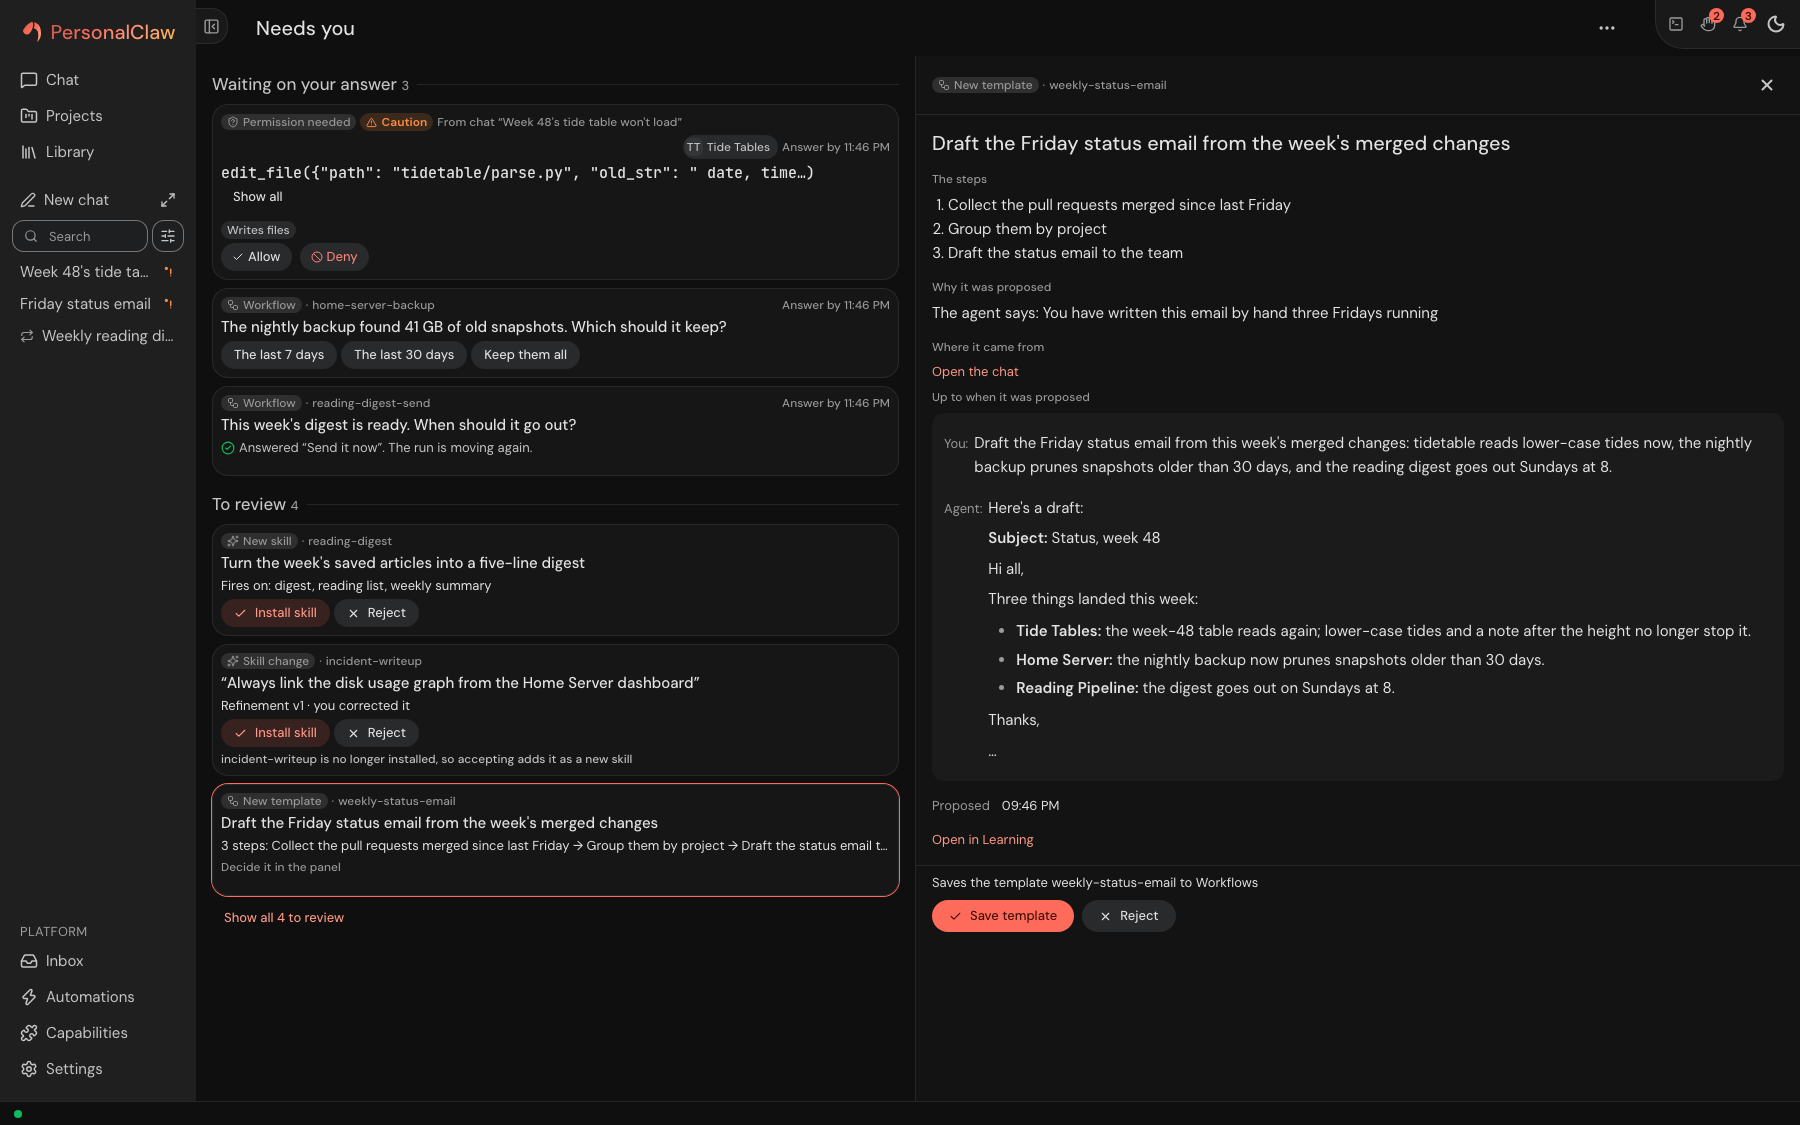 PersonalClaw
Chat
Projects
Library
New chat
Search
Week 48's tide ta...
Friday status email
Weekly reading di...
PLATFORM
Inbox
Automations
Capabilities
Settings
Needs you
2
3
Waiting on your answer 3
Permission needed
Caution
From chat “Week 48's tide table won't load”
TT Tide Tables
Answer by 11:46 PM
edit_file({"path": "tidetable/parse.py", "old_str": " date, time…)
Show all
Writes files
Allow
Deny
Workflow · home-server-backup
Answer by 11:46 PM
The nightly backup found 41 GB of old snapshots. Which should it keep?
The last 7 days
The last 30 days
Keep them all
Workflow · reading-digest-send
Answer by 11:46 PM
This week's digest is ready. When should it go out?
Answered “Send it now”. The run is moving again.
To review 4
New skill · reading-digest
Turn the week's saved articles into a five-line digest
Fires on: digest, reading list, weekly summary
Install skill
Reject
Skill change · incident-writeup
“Always link the disk usage graph from the Home Server dashboard”
Refinement v1 · you corrected it
Install skill
Reject
incident-writeup is no longer installed, so accepting adds it as a new skill
New template · weekly-status-email
Draft the Friday status email from the week's merged changes
3 steps: Collect the pull requests merged since last Friday → Group them by project → Draft the status email t...
Decide it in the panel
Show all 4 to review
New template · weekly-status-email
Draft the Friday status email from the week's merged changes
The steps
1. Collect the pull requests merged since last Friday
2. Group them by project
3. Draft the status email to the team
Why it was proposed
The agent says: You have written this email by hand three Fridays running
Where it came from
Open the chat
Up to when it was proposed
You: Draft the Friday status email from this week's merged changes: tidetable reads lower-case tides now, the nightly
backup prunes snapshots older than 30 days, and the reading digest goes out Sundays at 8.
Agent: Here's a draft:
Subject: Status, week 48
Hi all,
Three things landed this week:
• Tide Tables: the week-48 table reads again; lower-case tides and a note after the height no longer stop it.
• Home Server: the nightly backup now prunes snapshots older than 30 days.
• Reading Pipeline: the digest goes out on Sundays at 8.
Thanks,
...
Proposed 09:46 PM
Open in Learning
Saves the template weekly-status-email to Workflows
Save template
Reject